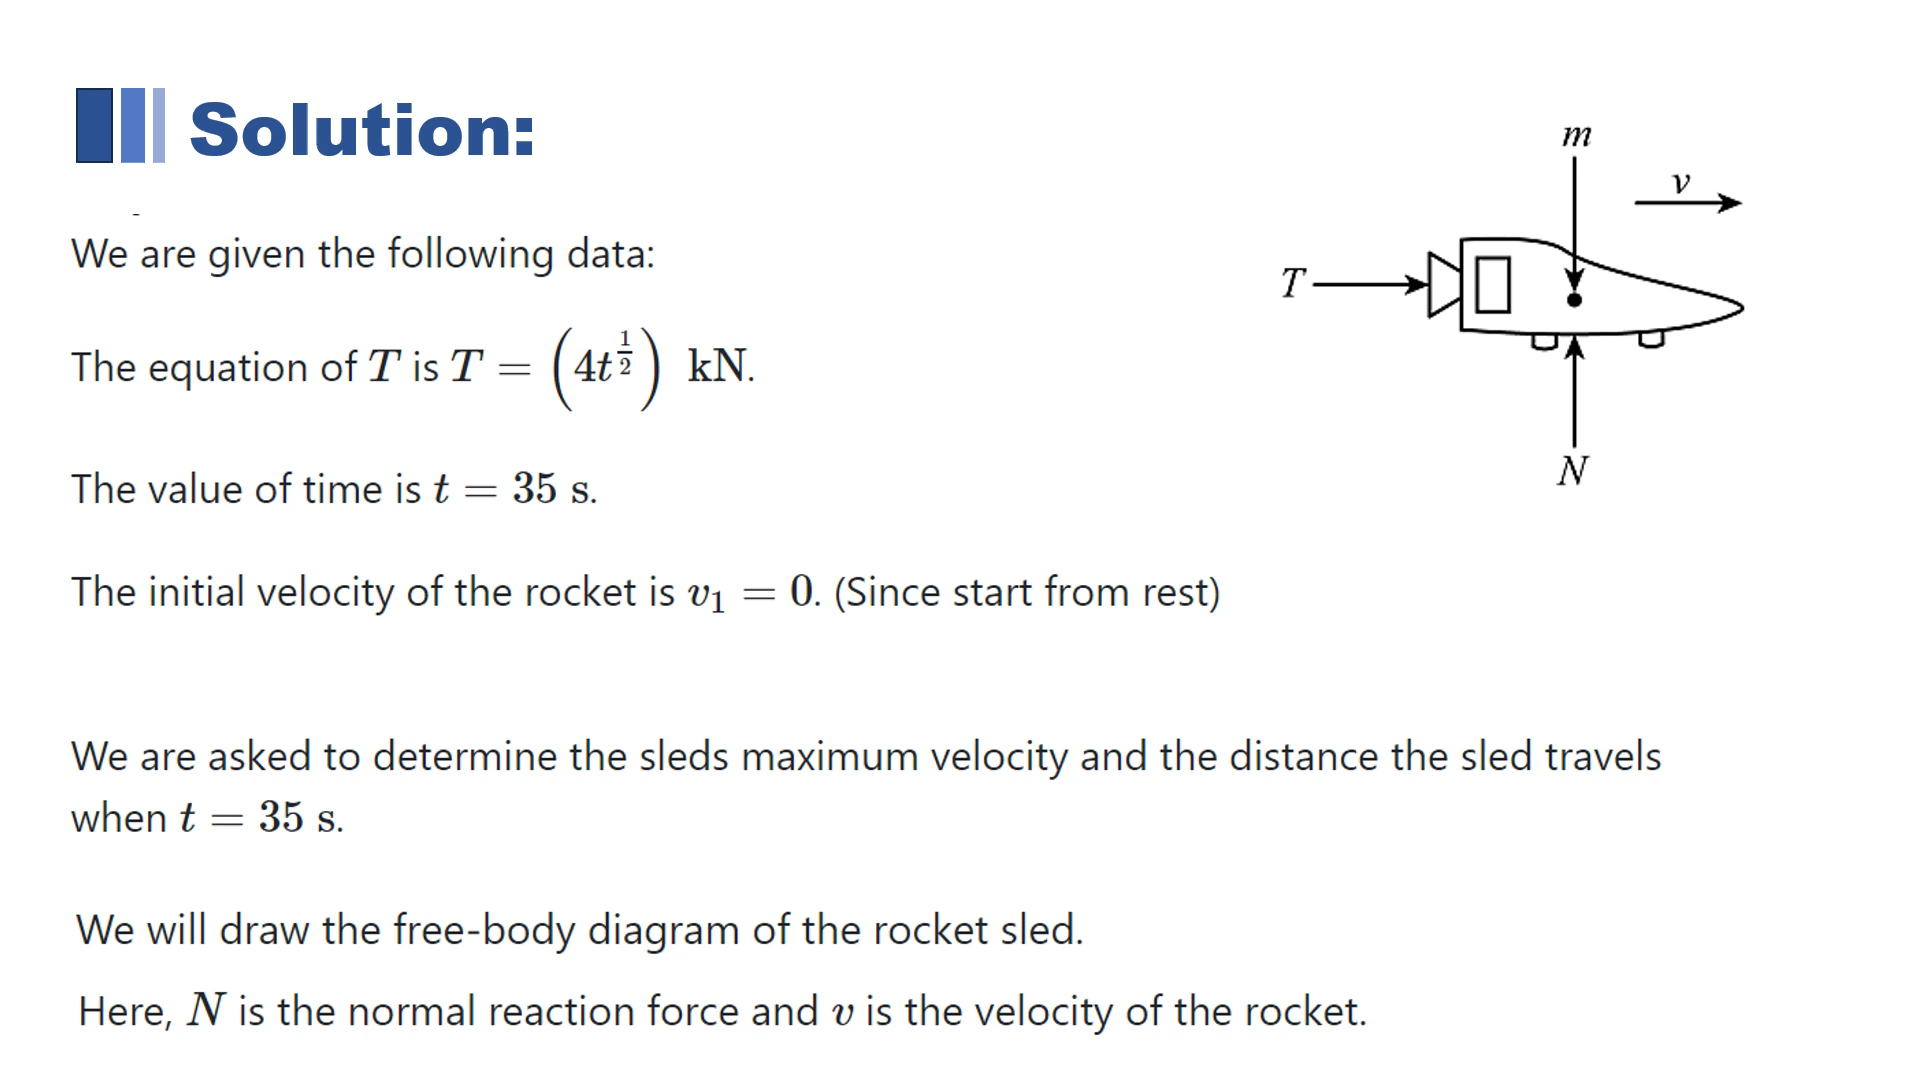 Solution:
We are given the following data:
The equation of T is T = (4t^{1/2}) kN.
The value of time is t = 35 s.
The initial velocity of the rocket is v₁ = 0. (Since start from rest)
We are asked to determine the sleds maximum velocity and the distance the sled travels
when t = 35 s.
We will draw the free-body diagram of the rocket sled.
Here, N is the normal reaction force and v is the velocity of the rocket.
m
v
T
N